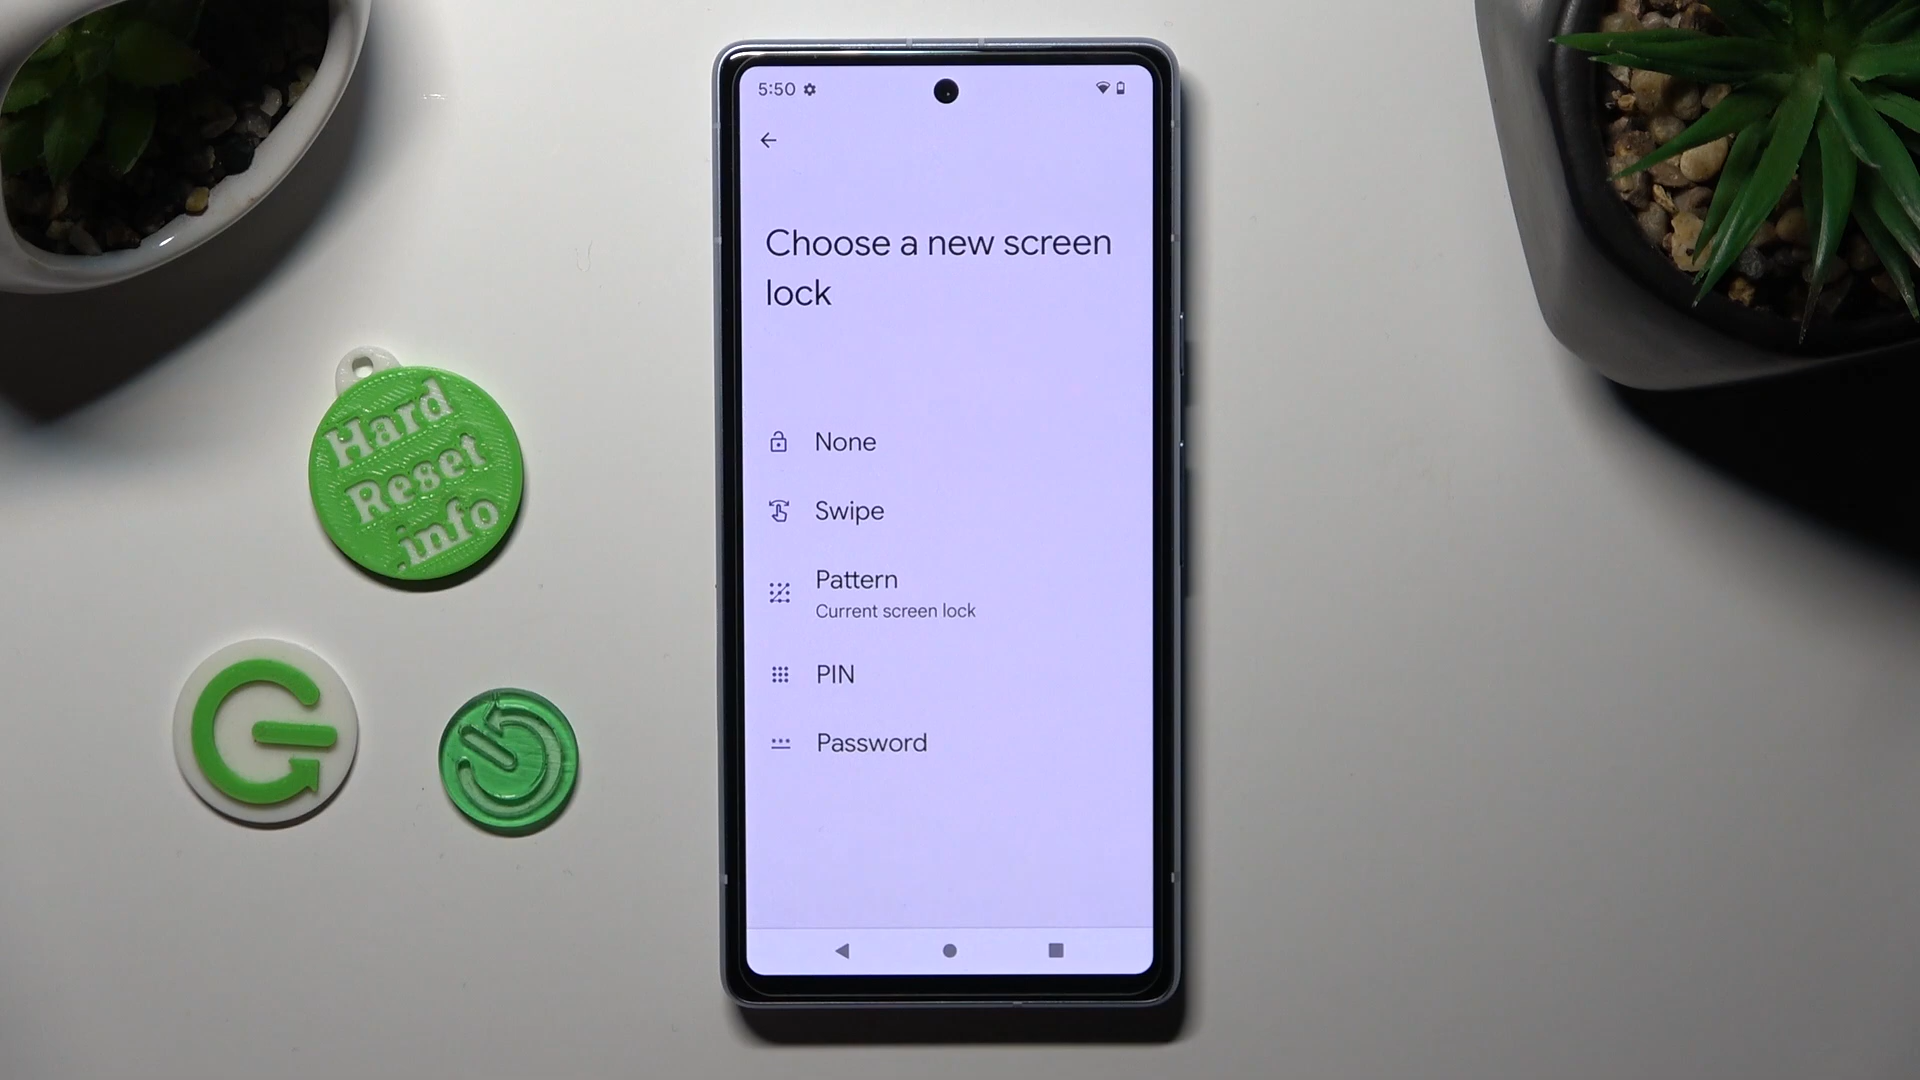 5:50
Choose a new screen
lock
None
Swipe
Pattern
Current screen lock
PIN
Password
Hard
Reset
.info